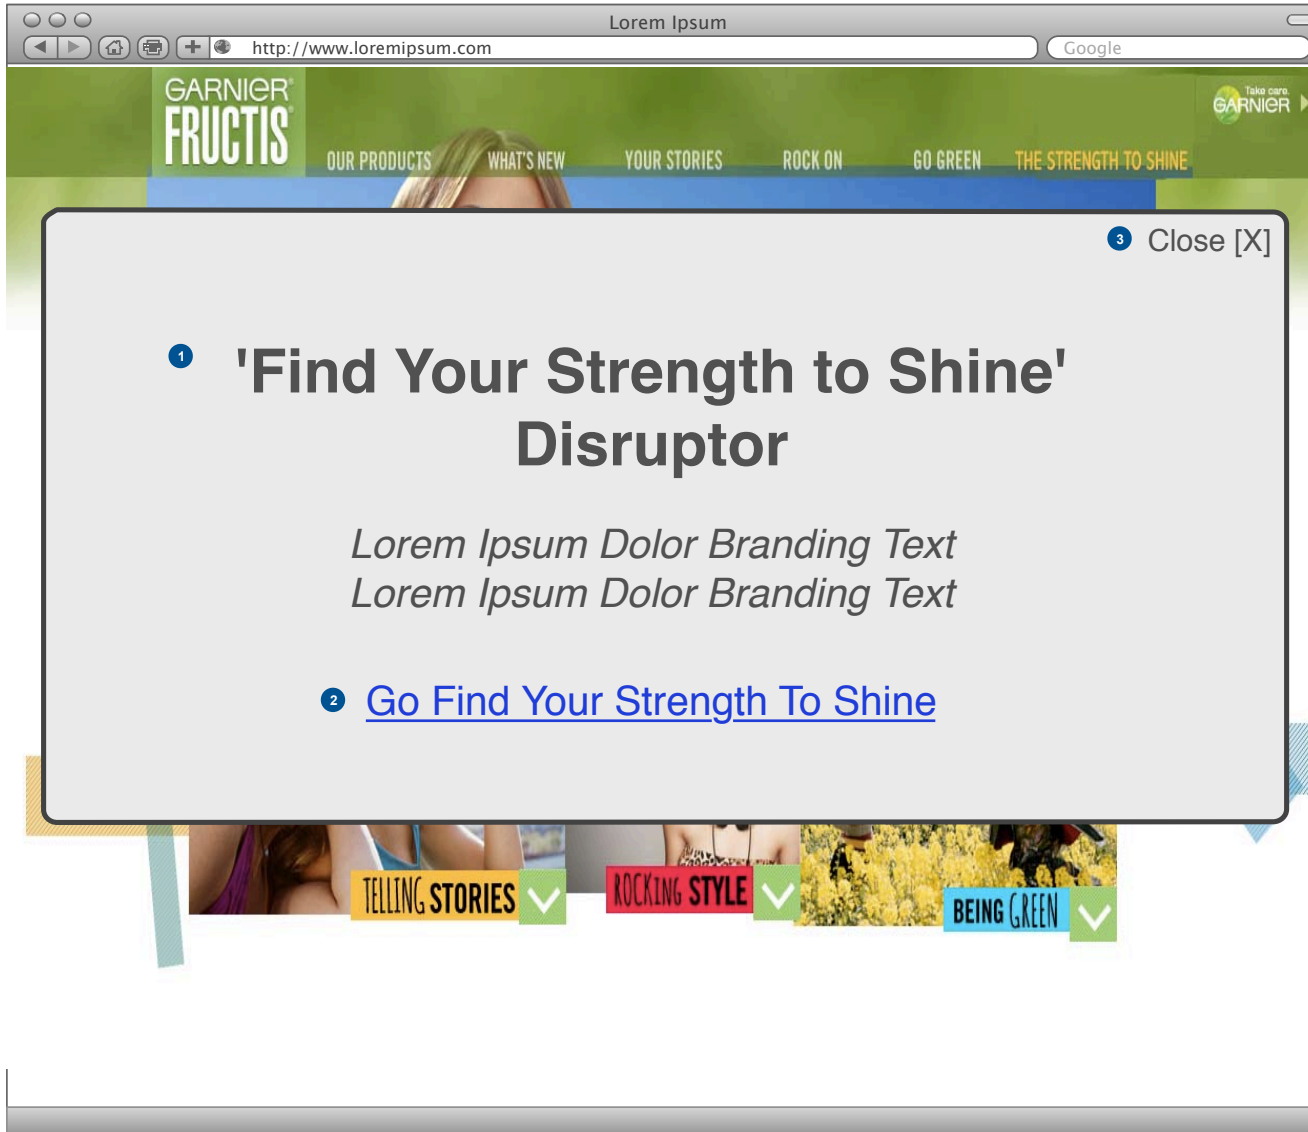 Lorem Ipsum
http://www.loremipsum.com
Google
GARNIER
FRUCTIS
Take care.
GARNIER
OUR PRODUCTS WHAT'S NEW YOUR STORIES ROCK ON GO GREEN THE STRENGTH TO SHINE
3 Close [X]
1 'Find Your Strength to Shine'
Disruptor
Lorem Ipsum Dolor Branding Text
Lorem Ipsum Dolor Branding Text
2 Go Find Your Strength To Shine
TELLING STORIES
ROCKING STYLE
BEING GREEN